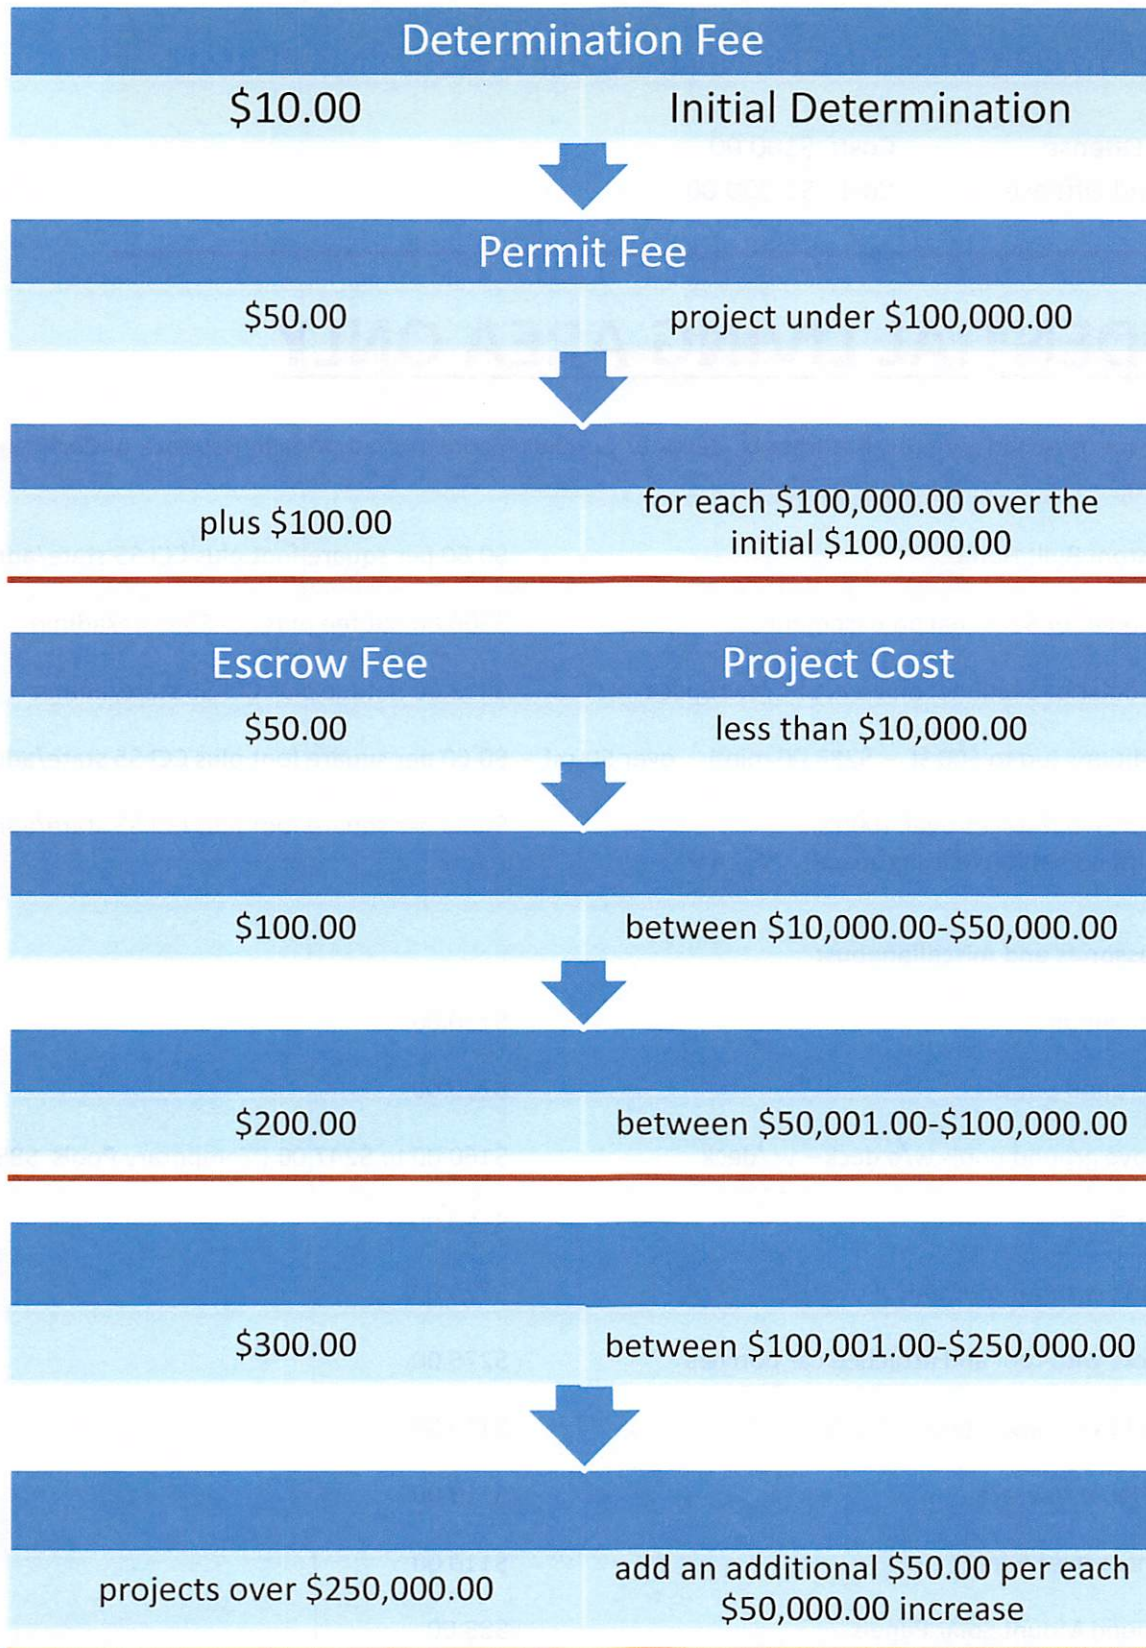 Determination Fee
$10.00 Initial Determination
Permit Fee
$50.00 project under $100,000.00
plus $100.00 for each $100,000.00 over the
initial $100,000.00
Escrow Fee Project Cost
$50.00 less than $10,000.00
$100.00 between $10,000.00-$50,000.00
$200.00 between $50,001.00-$100,000.00
$300.00 between $100,001.00-$250,000.00
projects over $250,000.00 add an additional $50.00 per each
$50,000.00 increase